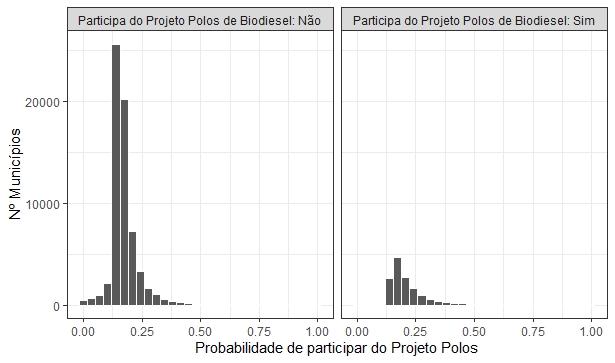 Participa do Projeto Polos de Biodiesel: Não
Participa do Projeto Polos de Biodiesel: Sim
Nº Municípios
20000
10000
0
0.00 0.25 0.50 0.75 1.00
0.00 0.25 0.50 0.75 1.00
Probabilidade de participar do Projeto Polos